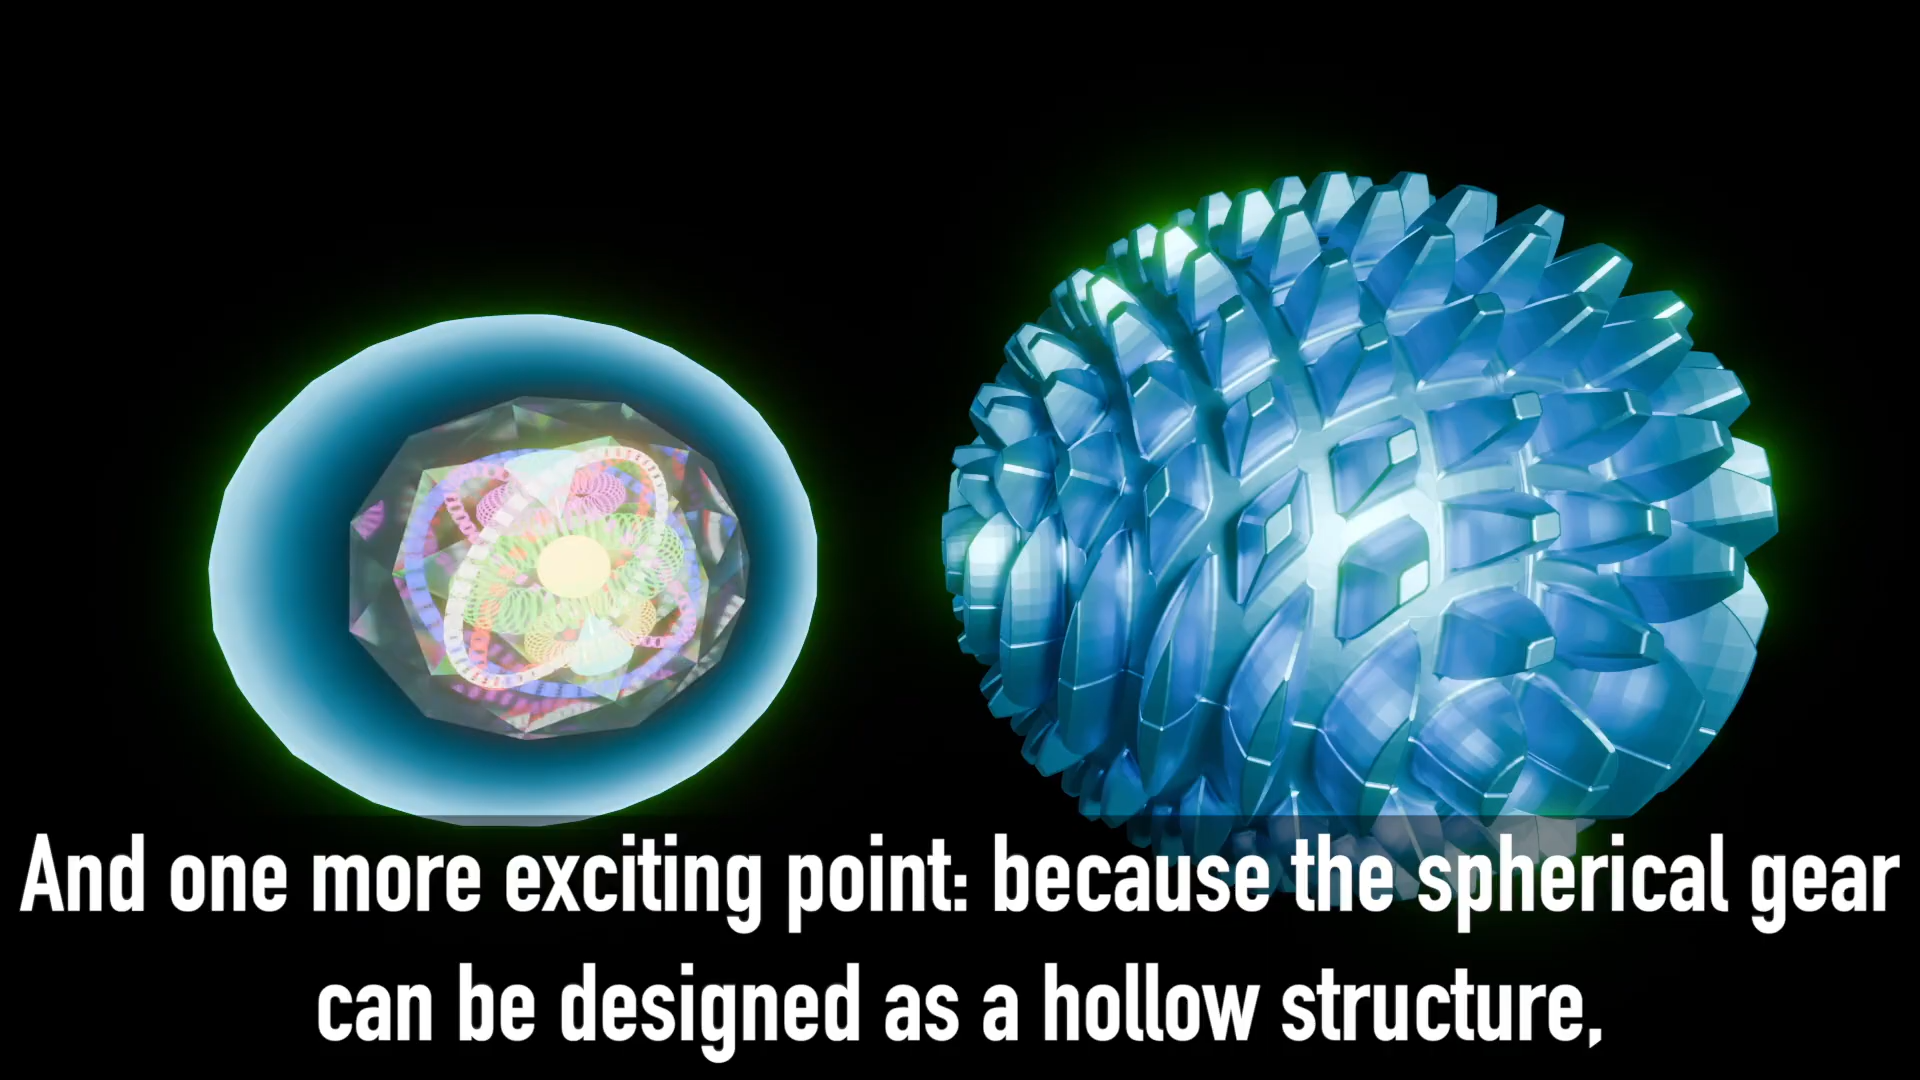 And one more exciting point: because the spherical gear
can be designed as a hollow structure,